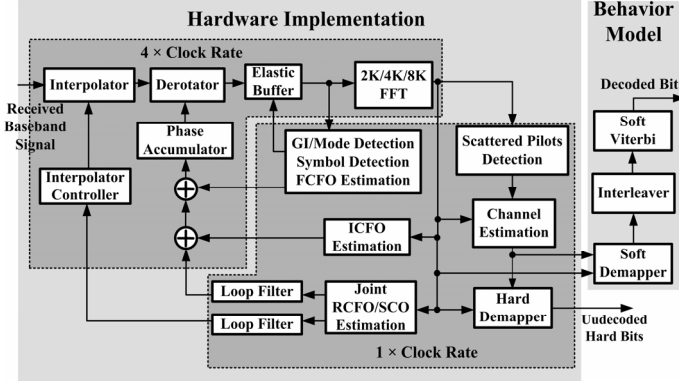 Hardware Implementation
Behavior
Model
4 × Clock Rate
Interpolator
Derotator
Elastic
Buffer
2K/4K/8K
FFT
Decoded Bit
Received
Baseband
Signal
Phase
Accumulator
GI/Mode Detection
Symbol Detection
FCFO Estimation
Scattered Pilots
Detection
Soft
Viterbi
Interpolator
Controller
Interleaver
Channel
Estimation
ICFO
Estimation
Soft
Demapper
Loop Filter
Joint
RCFO/SCO
Estimation
Loop Filter
Hard
Demapper
Uudecoded
Hard Bits
1 × Clock Rate